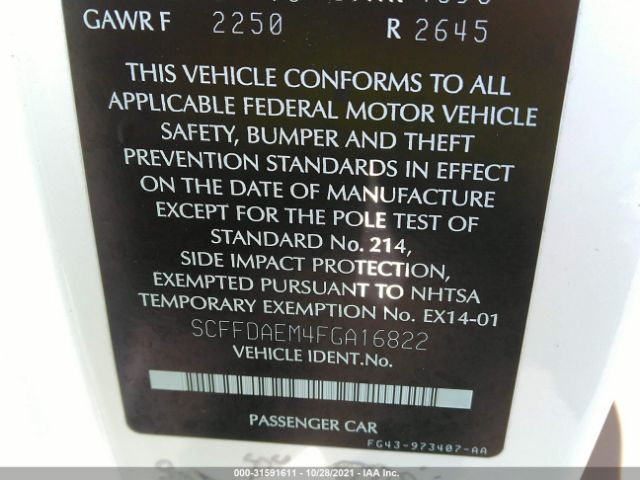 GAWR F 2250 R 2645
THIS VEHICLE CONFORMS TO ALL
APPLICABLE FEDERAL MOTOR VEHICLE
SAFETY, BUMPER AND THEFT
PREVENTION STANDARDS IN EFFECT
ON THE DATE OF MANUFACTURE
EXCEPT FOR THE POLE TEST OF
STANDARD No. 214,
SIDE IMPACT PROTECTION,
EXEMPTED PURSUANT TO NHTSA
TEMPORARY EXEMPTION No. EX14-01
SCFFDAEM4FGA16822
VEHICLE IDENT.No.
PASSENGER CAR
FG43-973407-AA
000-31591611 - 10/28/2021 - IAA Inc.